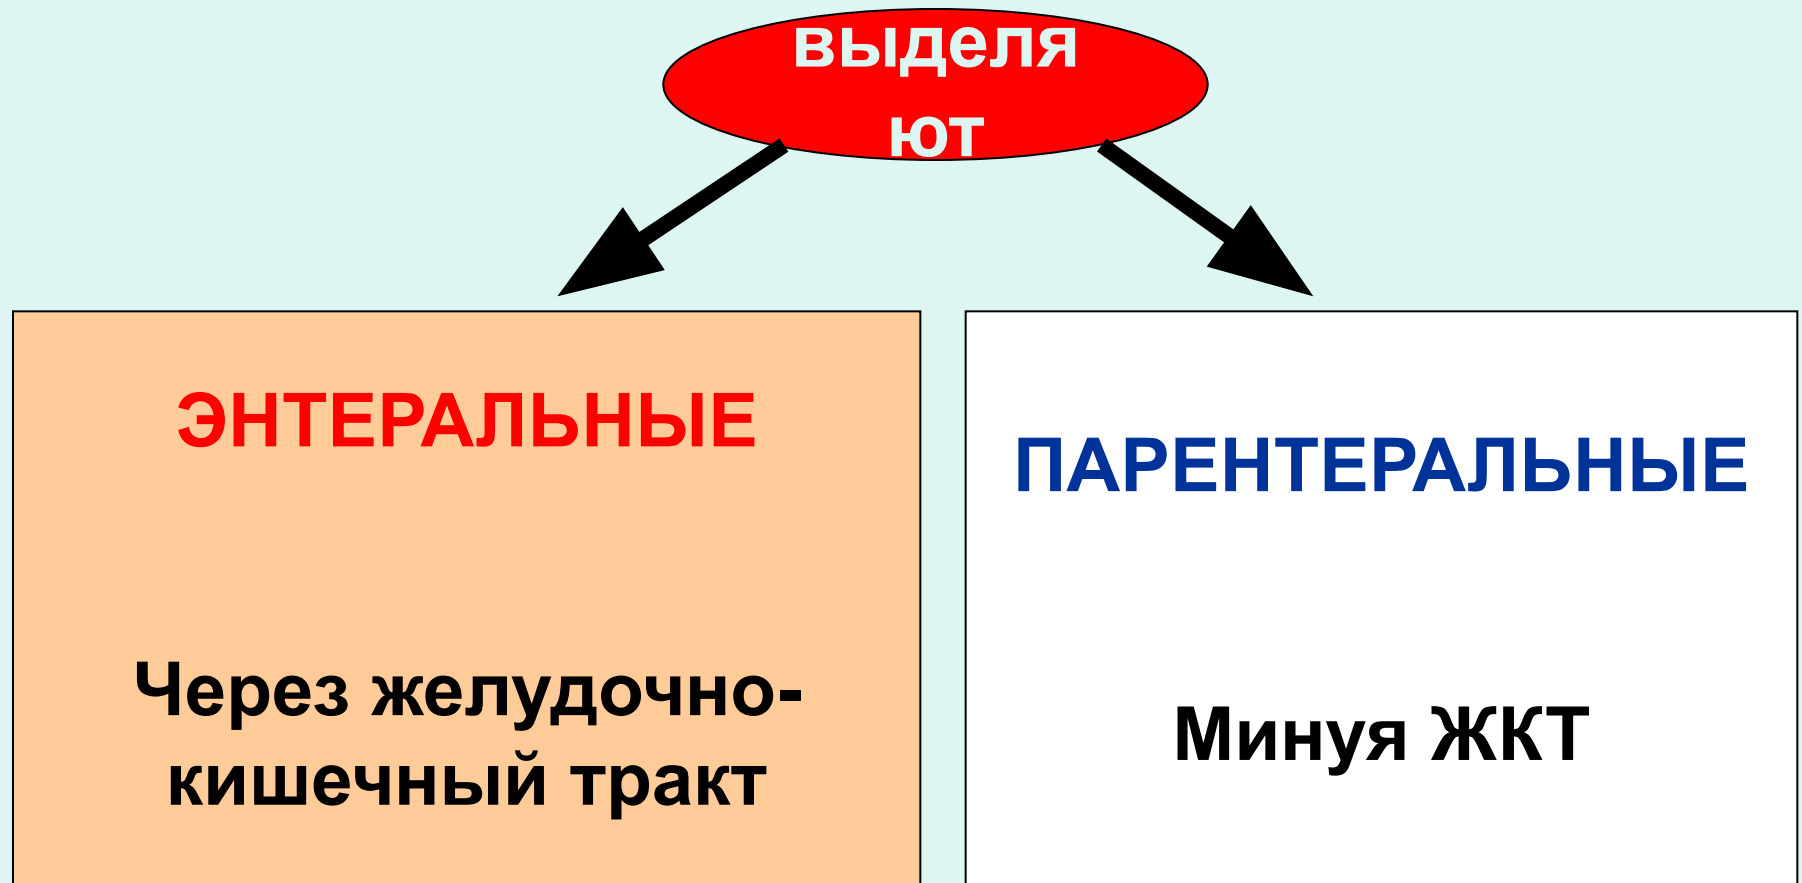 выделя
ют
ЭНТЕРАЛЬНЫЕ
Через желудочно-
кишечный тракт
ПАРЕНТЕРАЛЬНЫЕ
Минуя ЖКТ